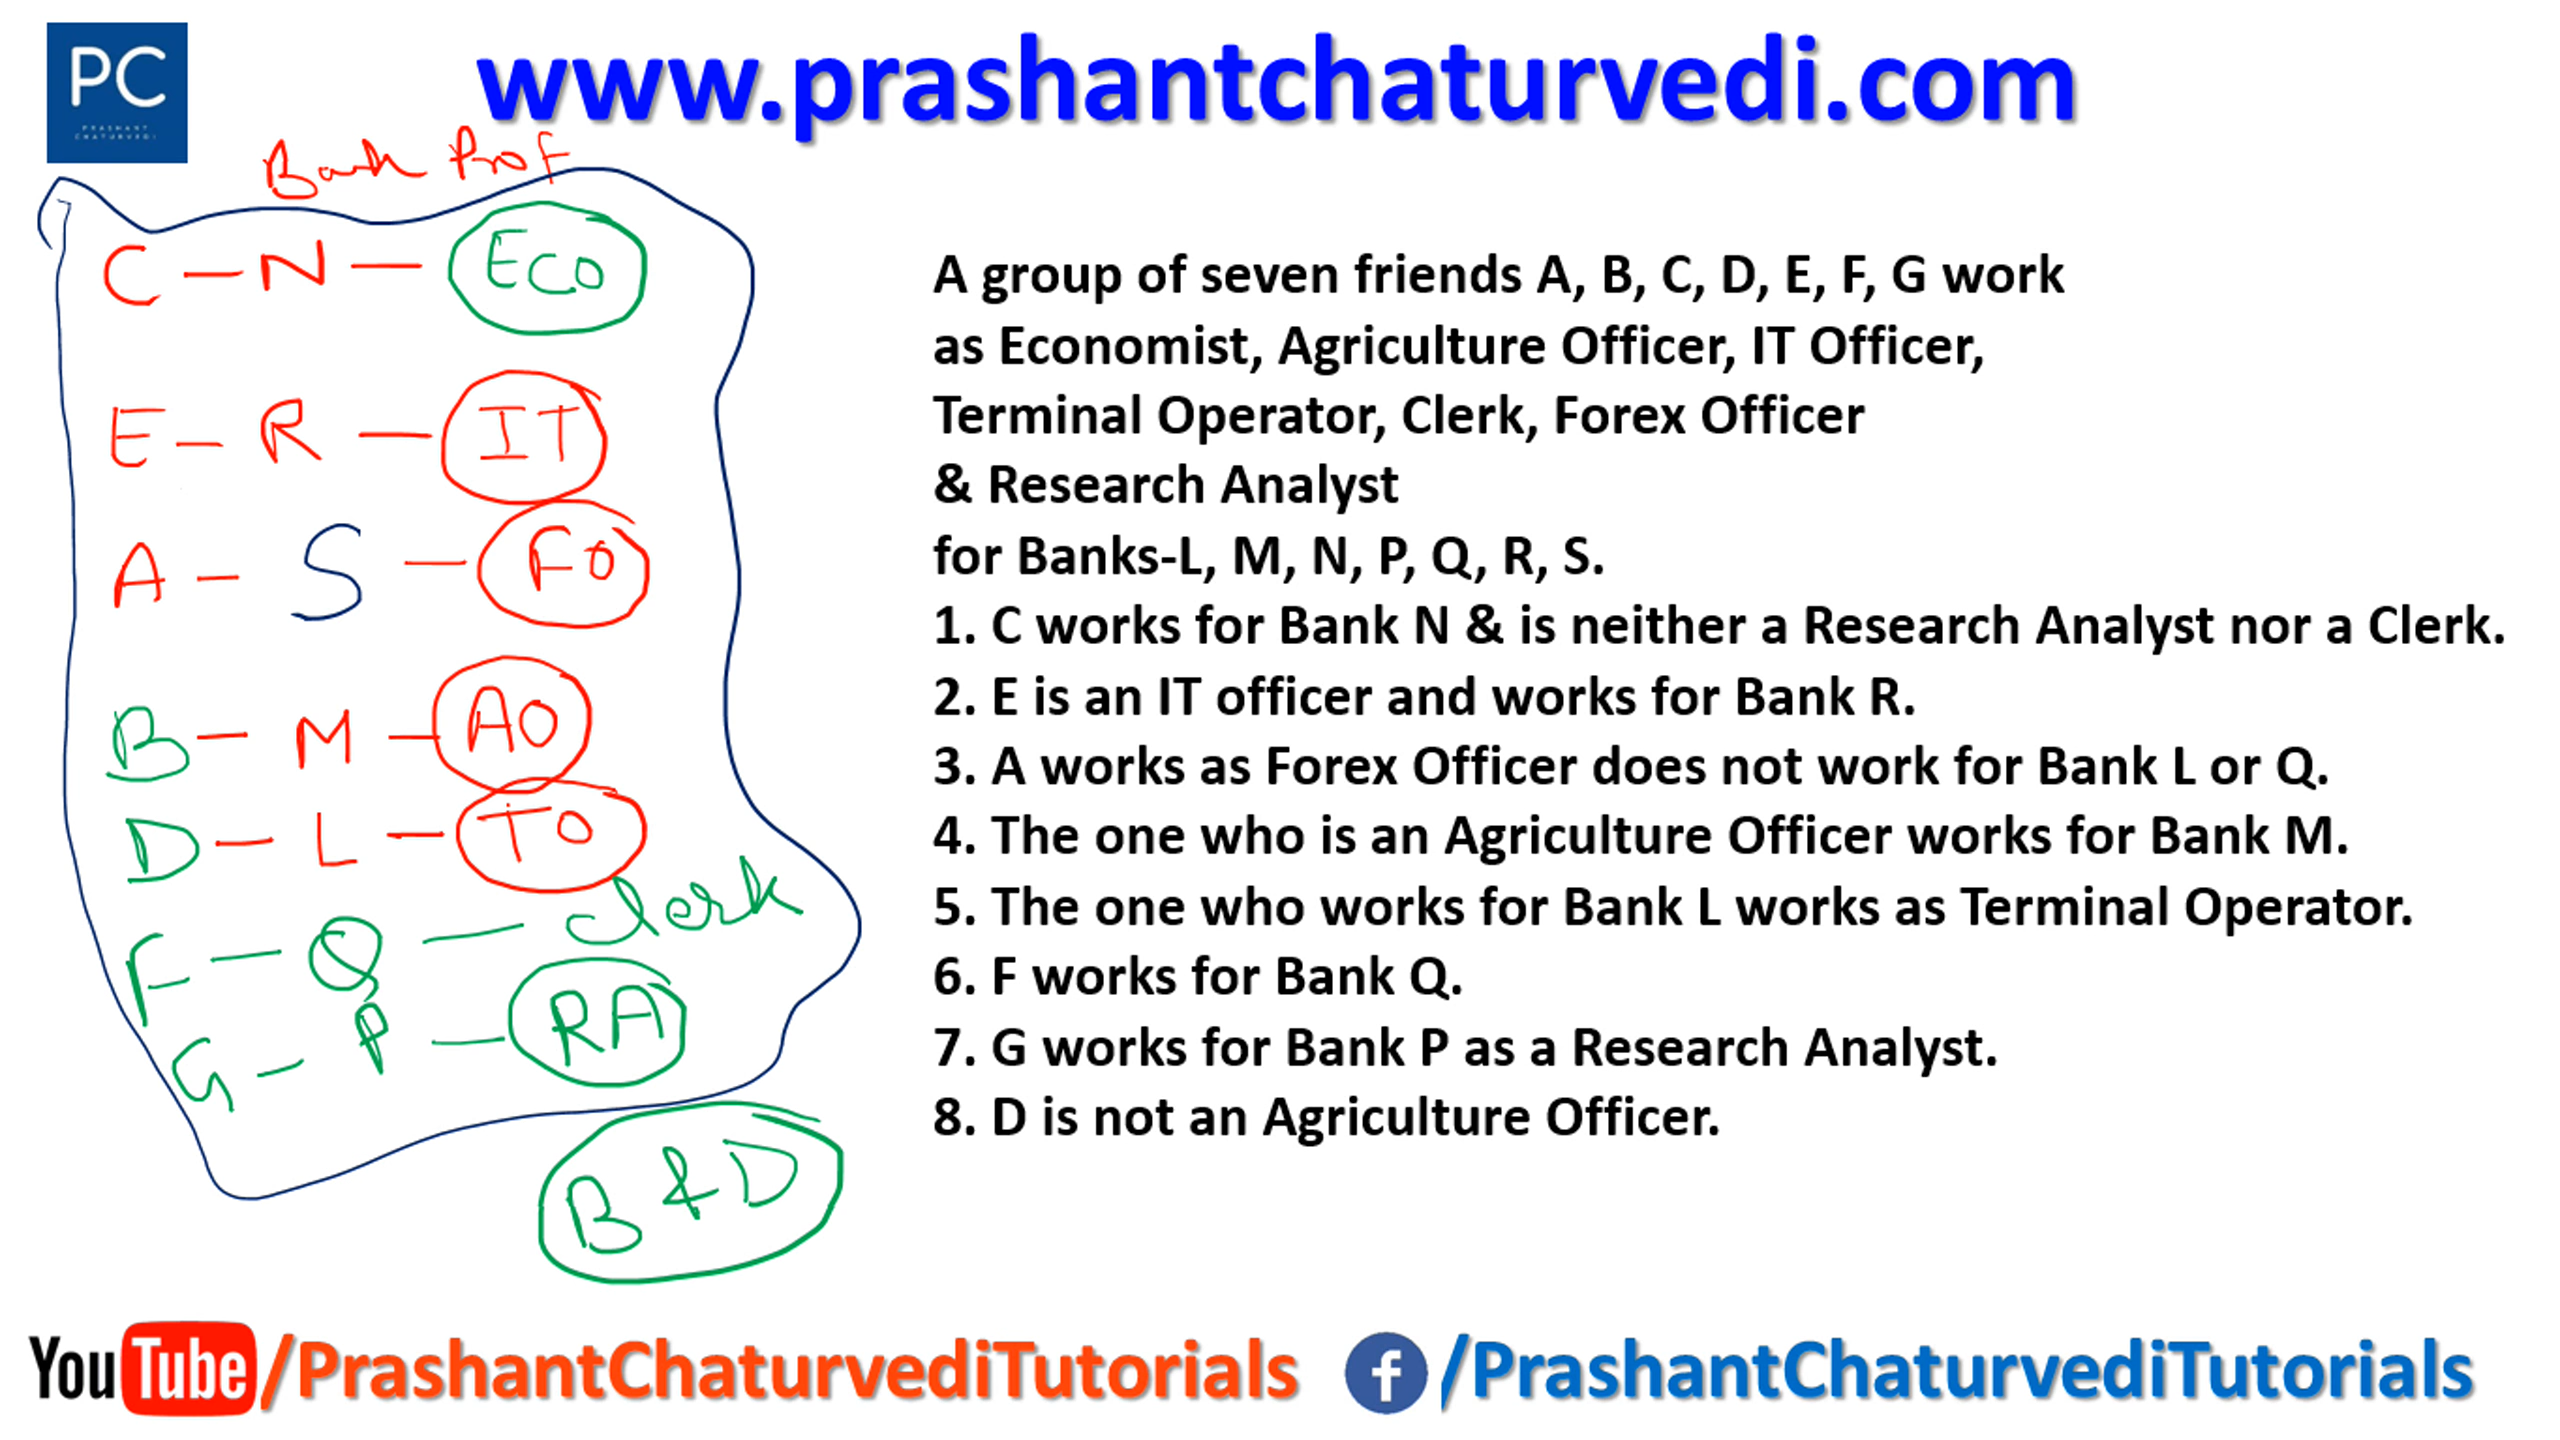 PC
PRASHANT
CHATURVEDI
www.prashantchaturvedi.com
Bank Prof
C - N - Eco
E - R - IT
A - S - FO
B - M - AO
D - L - TO
F - Q - clerk
G - P - RA
B & D
A group of seven friends A, B, C, D, E, F, G work
as Economist, Agriculture Officer, IT Officer,
Terminal Operator, Clerk, Forex Officer
& Research Analyst
for Banks-L, M, N, P, Q, R, S.
1. C works for Bank N & is neither a Research Analyst nor a Clerk.
2. E is an IT officer and works for Bank R.
3. A works as Forex Officer does not work for Bank L or Q.
4. The one who is an Agriculture Officer works for Bank M.
5. The one who works for Bank L works as Terminal Operator.
6. F works for Bank Q.
7. G works for Bank P as a Research Analyst.
8. D is not an Agriculture Officer.
YouTube/PrashantChaturvediTutorials
f/PrashantChaturvediTutorials